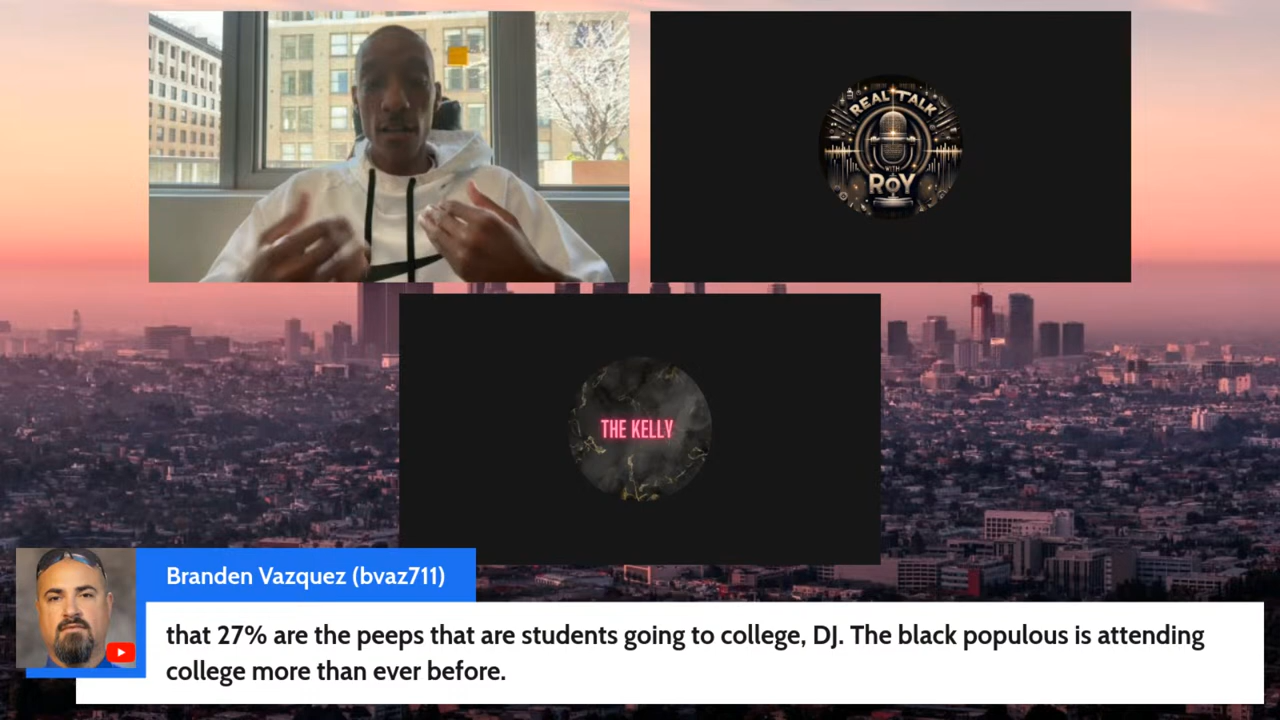 REAL TALK
WITH
ROY
THE KELLY
Branden Vazquez (bvaz711)
that 27% are the peeps that are students going to college, DJ. The black populous is attending
college more than ever before.